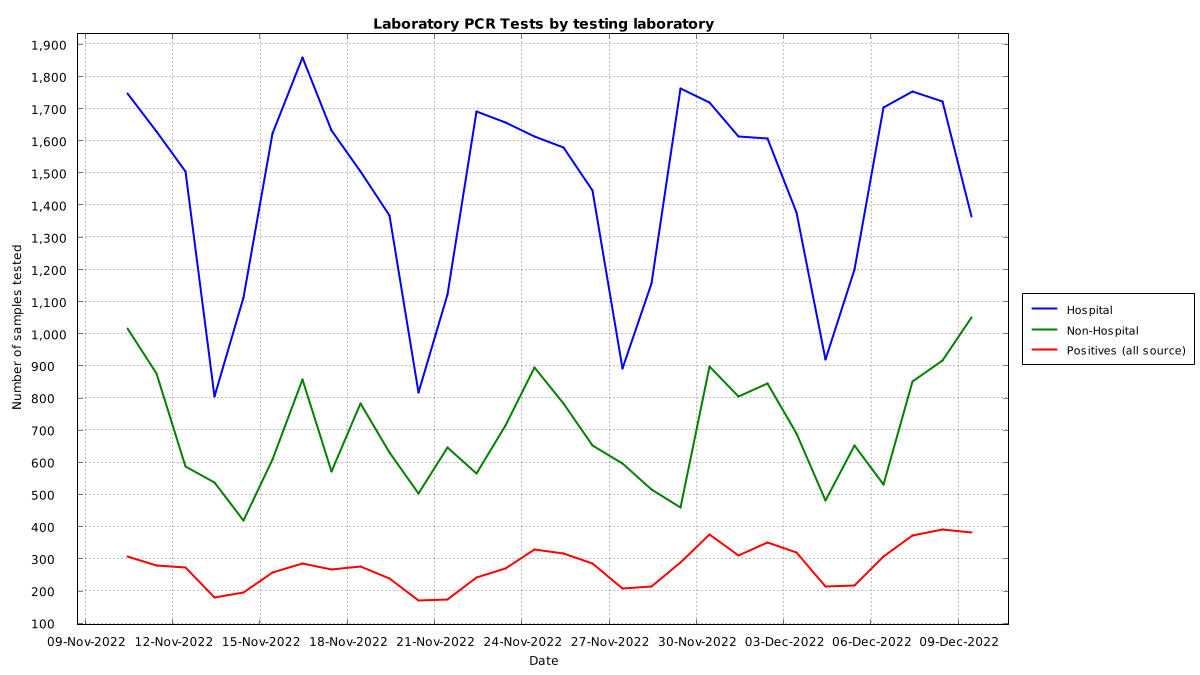 Laboratory PCR Tests by testing laboratory
1,900
1,800
1,700
1,600
1,500
1,400
1,300
1,200
1,100
1,000
900
800
700
600
500
400
300
200
100
Number of samples tested
09-Nov-2022 12-Nov-2022 15-Nov-2022 18-Nov-2022 21-Nov-2022 24-Nov-2022 27-Nov-2022 30-Nov-2022 03-Dec-2022 06-Dec-2022 09-Dec-2022
Date
Hospital
Non-Hospital
Positives (all source)